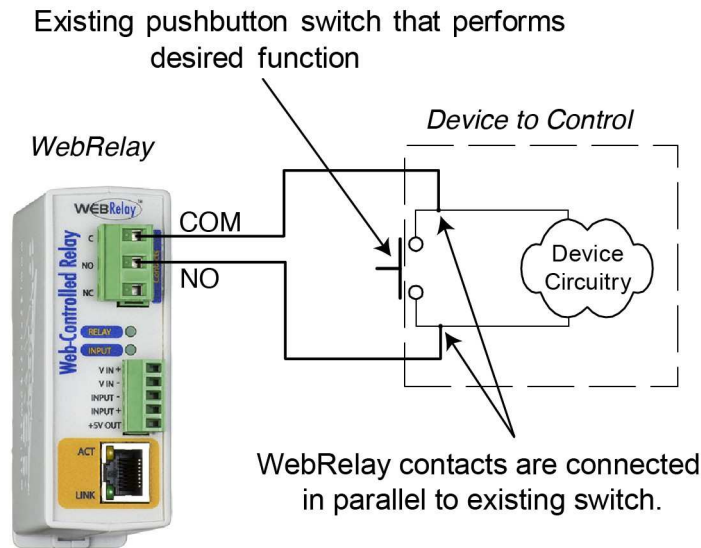 Existing pushbutton switch that performs
desired function
WebRelay
Device to Control
WEBRelay™
Web-Controlled Relay
C
NO
NC
COM
NO
RELAY
INPUT
V IN +
V IN -
INPUT -
INPUT +
+5V OUT
ACT
LINK
Device
Circuitry
WebRelay contacts are connected
in parallel to existing switch.